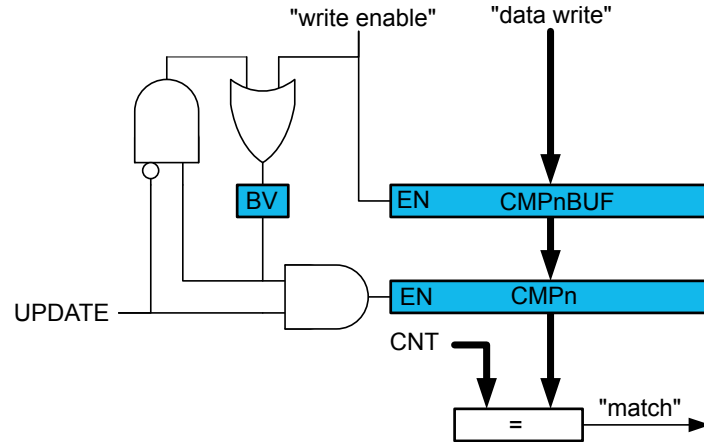 "write enable"
"data write"
BV
EN
CMPnBUF
EN
CMPn
UPDATE
CNT
=
"match"